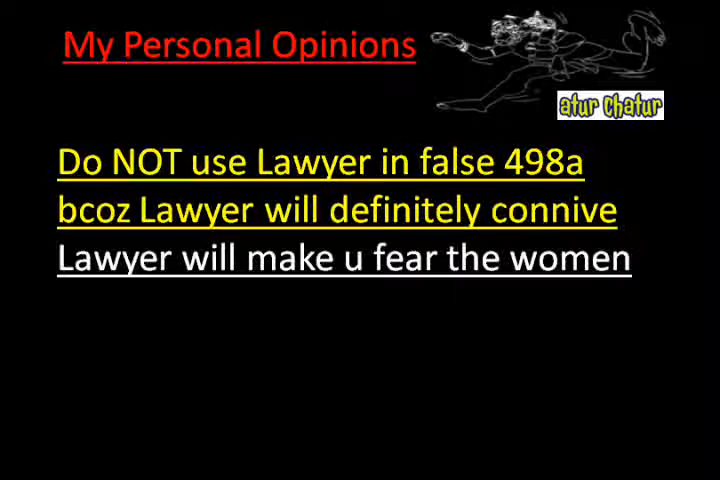 My Personal Opinions
atur chatur
Do NOT use Lawyer in false 498a
bcoz Lawyer will definitely connive
Lawyer will make u fear the women